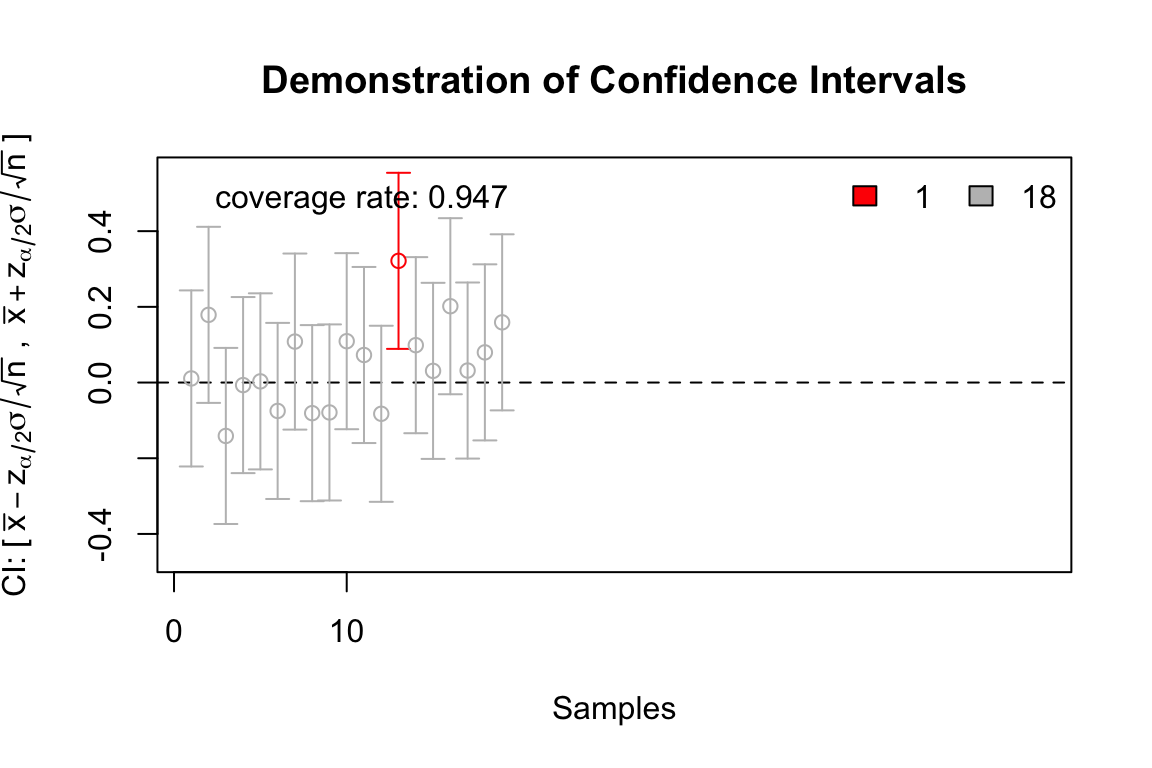 Demonstration of Confidence Intervals
CI: [ x̄ − z_{α/2}σ/√n , x̄ + z_{α/2}σ/√n ]
coverage rate: 0.947
1
18
0.4
0.2
0.0
-0.4
0
10
Samples